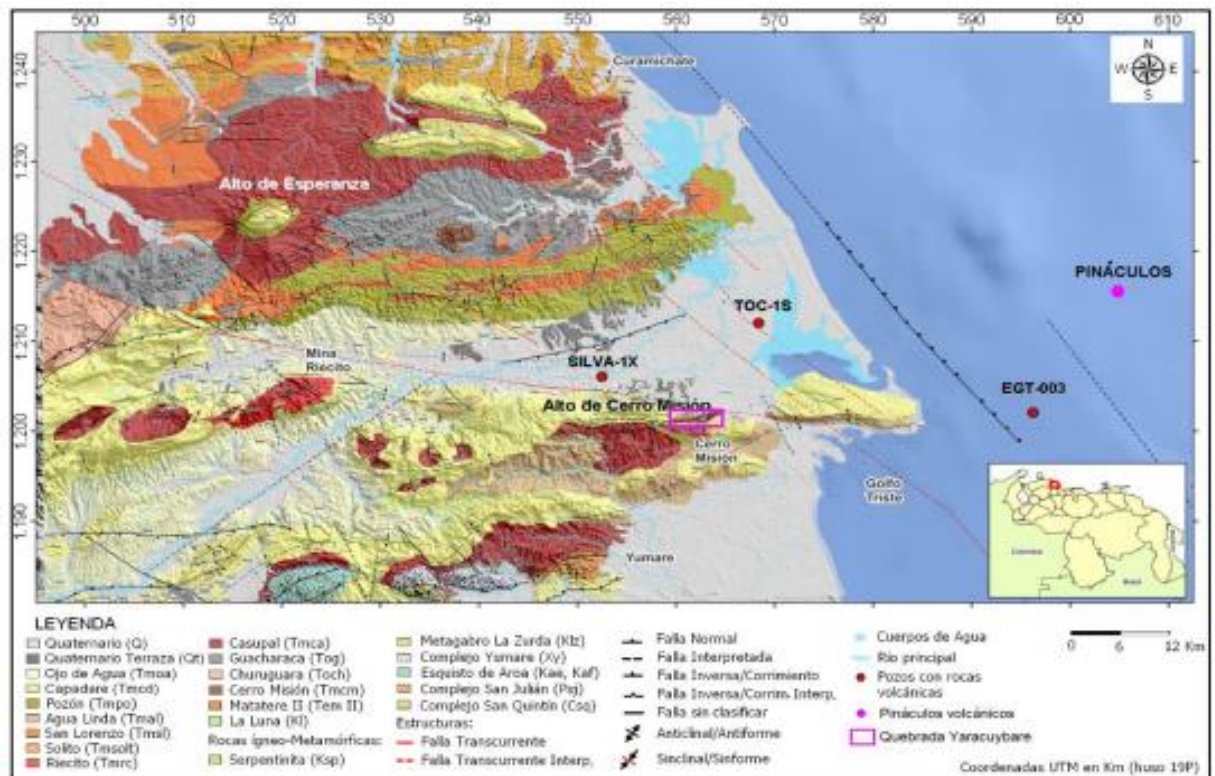 500 510 520 530 540 550 560 570 580 590 600 610
1.240
1.230
1.220
1.210
1.200
1.190
Curamichate
N
W E
S
Alto de Esperanza
PINÁCULOS
TOC-1S
Mina
Riecito
SILVA-1X
EGT-003
Alto de Cerro Misión
Cerro
Misión
Golfo
Triste
Yumare
Colombia
Brasil
LEYENDA
Quaternario (Q)
Quaternario Terraza (Qt)
Ojo de Agua (Tmoa)
Capadare (Tmcd)
Pozón (Tmpo)
Agua Linda (Tmal)
San Lorenzo (Tmsl)
Solito (Tmsolt)
Riecito (Tmrc)
Casupal (Tmca)
Guacharaca (Tog)
Churuguara (Toch)
Cerro Misión (Tmcm)
Matatere II (Tem II)
La Luna (Kl)
Rocas ígneo-Metamórficas:
Serpentinita (Ksp)
Metagabro La Zurda (Klz)
Complejo Yumare (Xy)
Esquisto de Aroa (Kae, Kaf)
Complejo San Julián (Pig)
Complejo San Quintín (Csq)
Estructuras:
Falla Transcurrente
Falla Transcurrente Interp.
Falla Normal
Falla Interpretada
Falla Inversa/Corrimiento
Falla Inversa/Corrim. Interp.
Falla sin clasificar
Anticlinal/Antiforme
Sinclinal/Sinforme
Cuerpos de Agua
Río principal
Pozos con rocas
volcánicas
Pináculos volcánicos
Quebrada Yaracuybare
0 6 12 Km
Coordenadas UTM en Km (huso 19P)